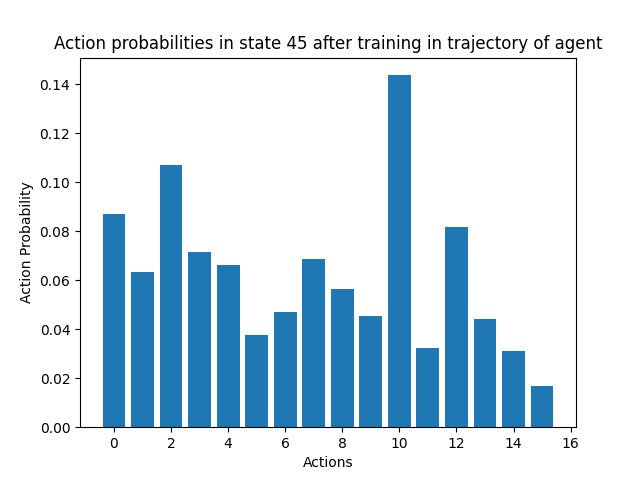 Action probabilities in state 45 after training in trajectory of agent
Action Probability
0.14
0.12
0.10
0.08
0.06
0.04
0.02
0.00
0 2 4 6 8 10 12 14 16
Actions